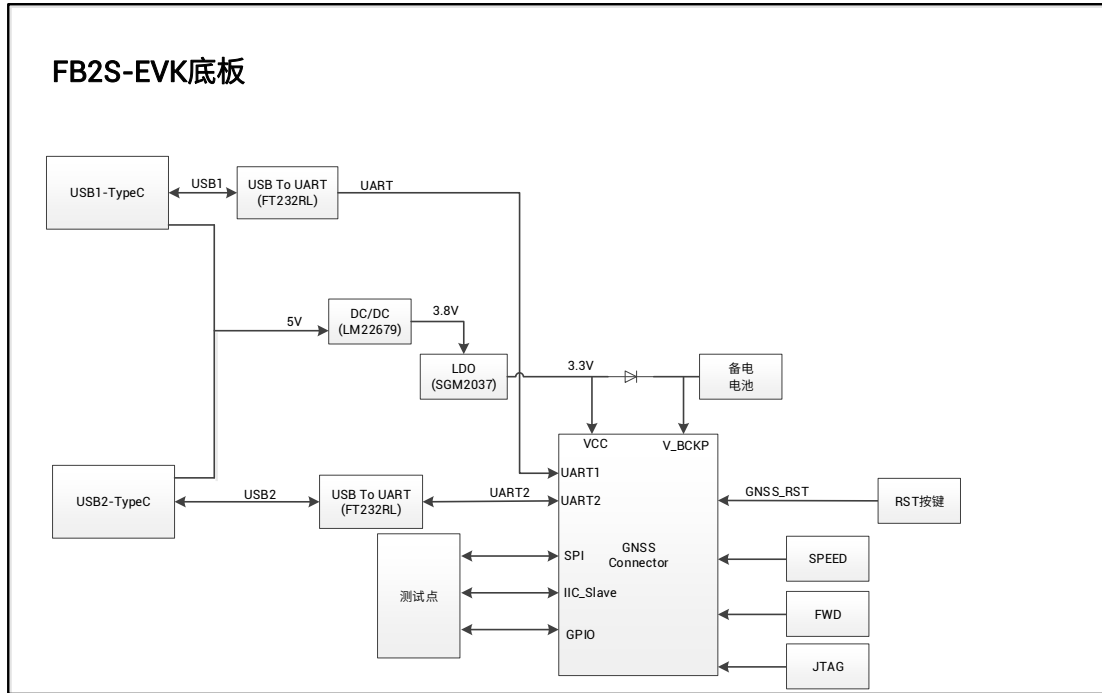 FB2S-EVK底板
USB1-TypeC
USB1
USB To UART
(FT232RL)
UART
5V
DC/DC
(LM22679)
3.8V
LDO
(SGM2037)
3.3V
备电
电池
VCC
V_BCKP
UART1
USB2-TypeC
USB2
USB To UART
(FT232RL)
UART2
UART2
GNSS_RST
RST按键
测试点
SPI
GNSS
Connector
SPEED
IIC_Slave
GPIO
FWD
JTAG